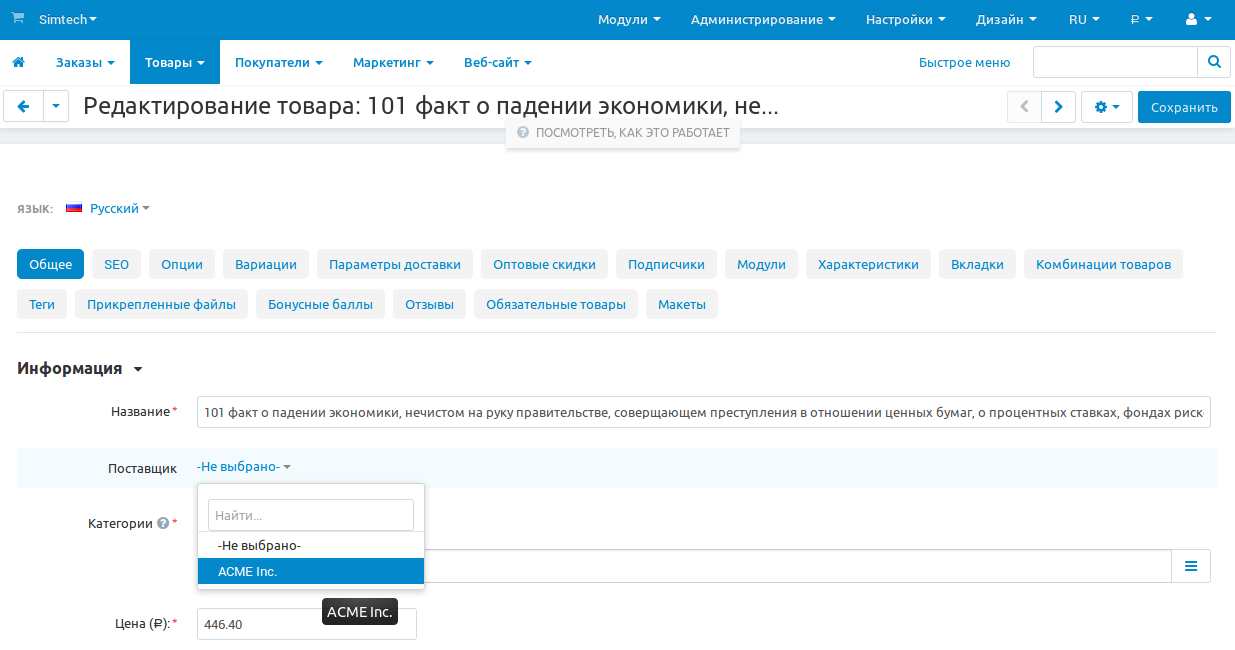 Simtech Модули Администрирование Настройки Дизайн RU ₽
Заказы Товары Покупатели Маркетинг Веб-сайт Быстрое меню
Редактирование товара: 101 факт о падении экономики, не... Сохранить
ПОСМОТРЕТЬ, КАК ЭТО РАБОТАЕТ
ЯЗЫК: Русский
Общее SEO Опции Вариации Параметры доставки Оптовые скидки Подписчики Модули Характеристики Вкладки Комбинации товаров
Теги Прикрепленные файлы Бонусные баллы Отзывы Обязательные товары Макеты
Информация
Название* 101 факт о падении экономики, нечистом на руку правительстве, соверщающем преступления в отношении ценных бумаг, о процентных ставках, фондах риск
Поставщик -Не выбрано-
Найти...
Категории ? *
-Не выбрано-
ACME Inc.
ACME Inc.
Цена (₽): * 446.40